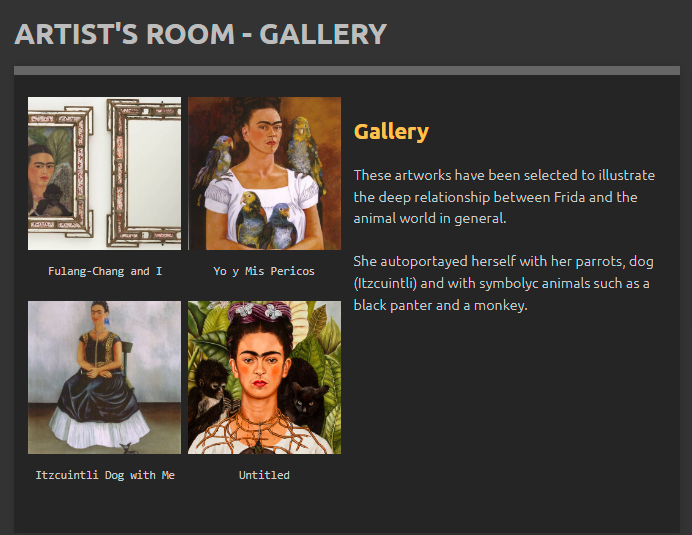 ARTIST'S ROOM - GALLERY
Fulang-Chang and I
Yo y Mis Pericos
Itzcuintli Dog with Me
Untitled
Gallery
These artworks have been selected to illustrate
the deep relationship between Frida and the
animal world in general.
She autoportayed herself with her parrots, dog
(Itzcuintli) and with symbolyc animals such as a
black panter and a monkey.